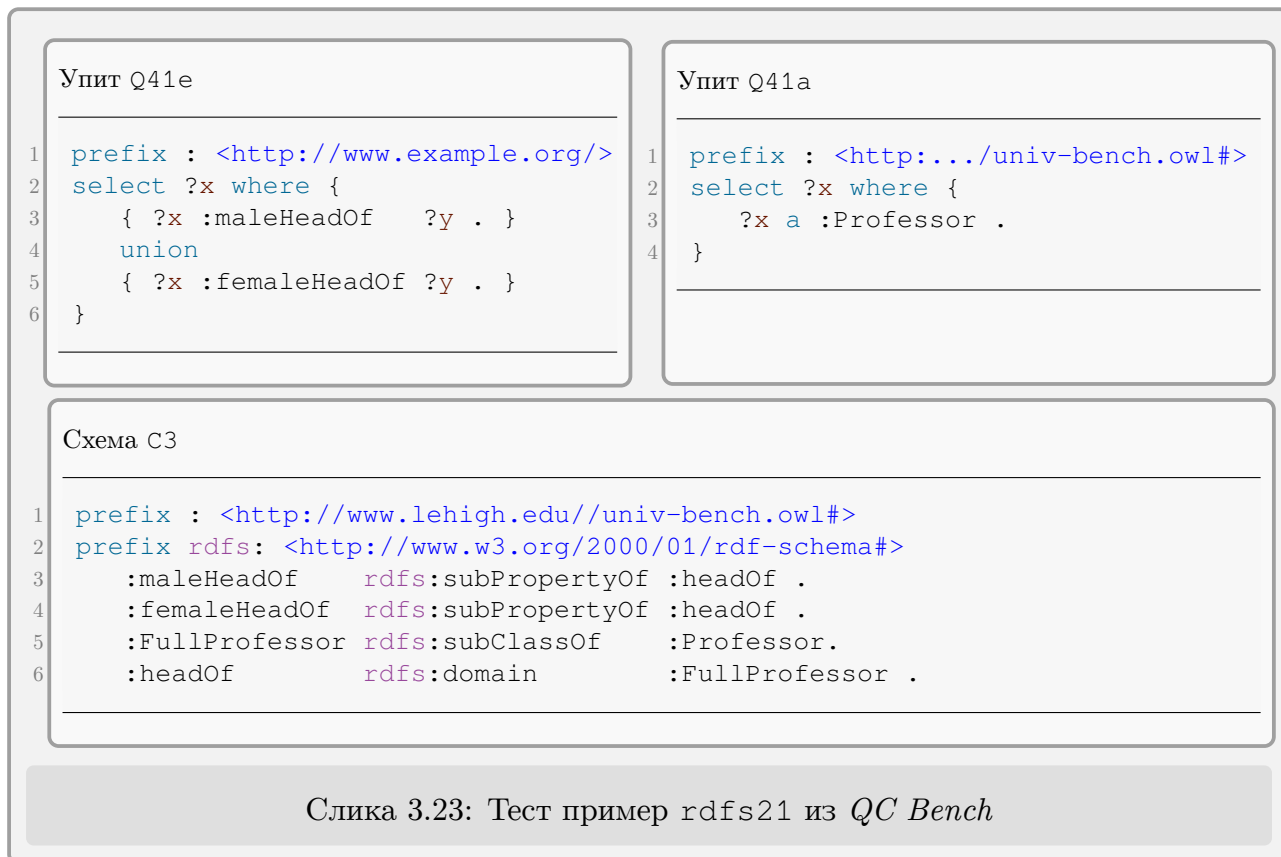 Упит Q41e
1 prefix : <http://www.example.org/>
2 select ?x where {
3 { ?x :maleHeadOf ?y . }
4 union
5 { ?x :femaleHeadOf ?y . }
6 }
Упит Q41a
1 prefix : <http:.../univ-bench.owl#>
2 select ?x where {
3 ?x a :Professor .
4 }
Схема C3
1 prefix : <http://www.lehigh.edu//univ-bench.owl#>
2 prefix rdfs: <http://www.w3.org/2000/01/rdf-schema#>
3 :maleHeadOf rdfs:subPropertyOf :headOf .
4 :femaleHeadOf rdfs:subPropertyOf :headOf .
5 :FullProfessor rdfs:subClassOf :Professor.
6 :headOf rdfs:domain :FullProfessor .
Слика 3.23: Тест пример rdfs21 из QC Bench